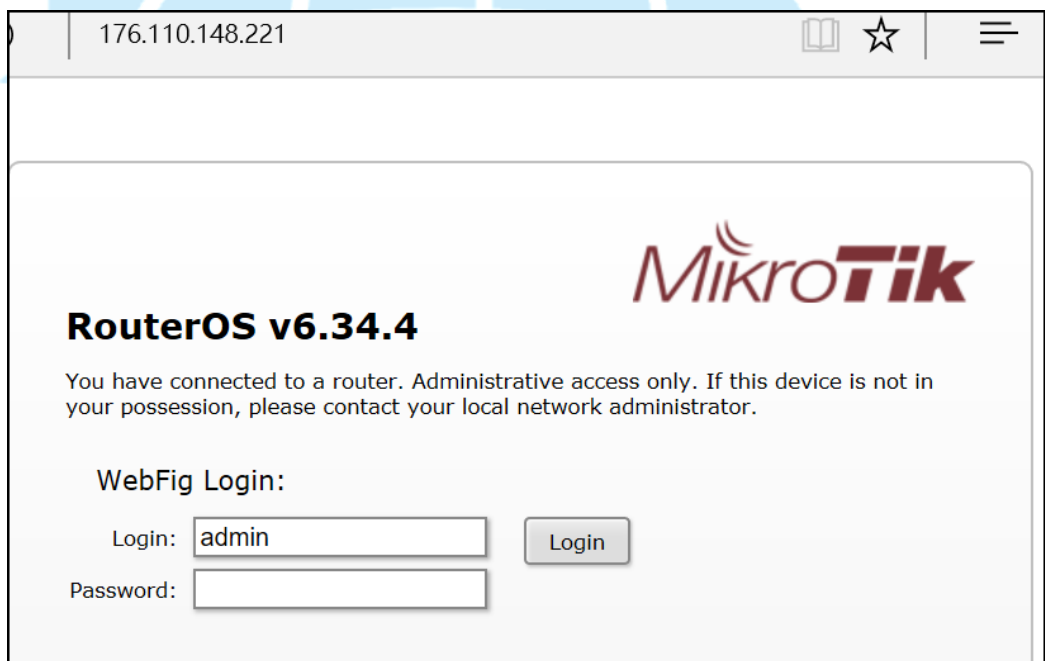 176.110.148.221
MikroTik
RouterOS v6.34.4
You have connected to a router. Administrative access only. If this device is not in
your possession, please contact your local network administrator.
WebFig Login:
Login: admin Login
Password: